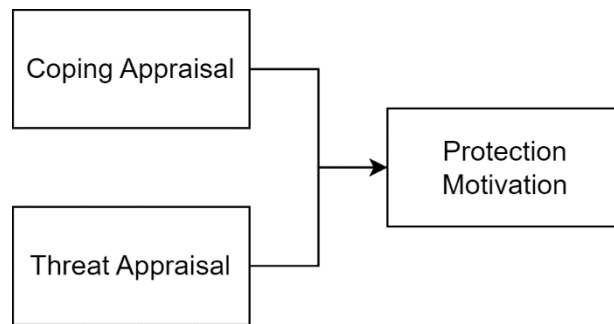 Coping Appraisal
Protection
Motivation
Threat Appraisal